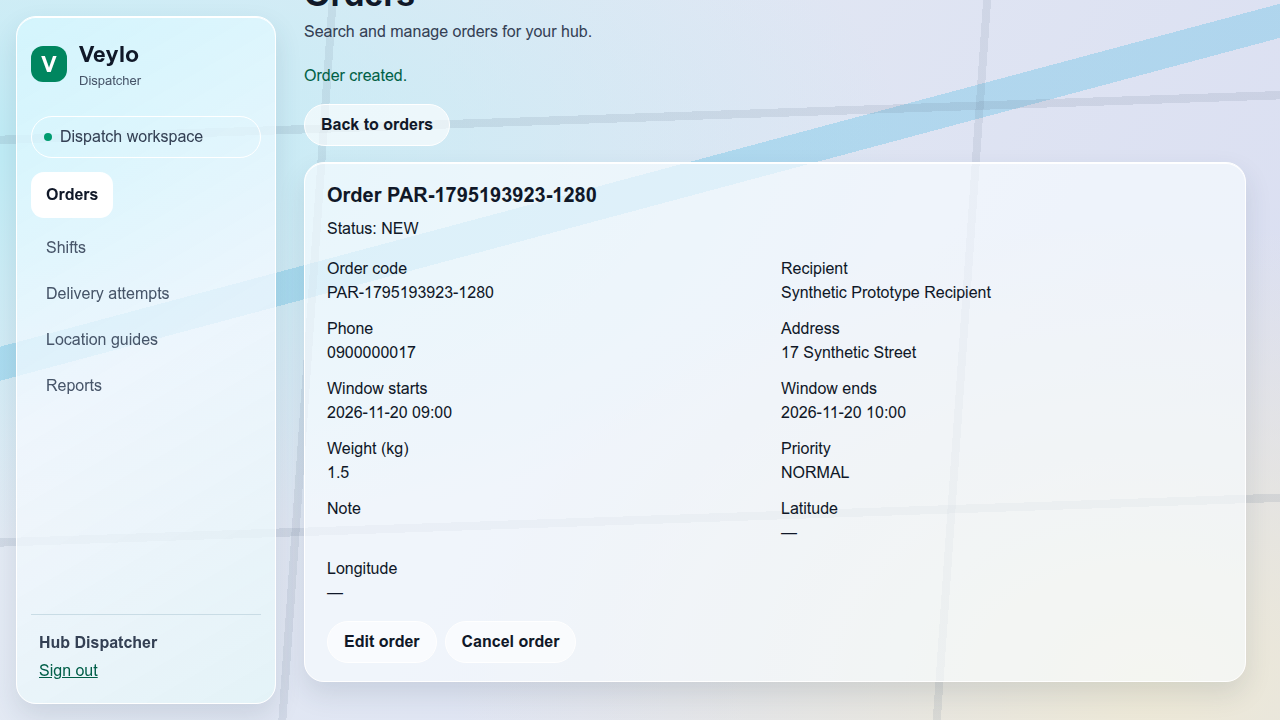 V
Veylo
Dispatcher
Dispatch workspace
Orders
Shifts
Delivery attempts
Location guides
Reports
Hub Dispatcher
Sign out
Orders
Search and manage orders for your hub.
Order created.
Back to orders
Order PAR-1795193923-1280
Status: NEW
Order code
PAR-1795193923-1280
Recipient
Synthetic Prototype Recipient
Phone
0900000017
Address
17 Synthetic Street
Window starts
2026-11-20 09:00
Window ends
2026-11-20 10:00
Weight (kg)
1.5
Priority
NORMAL
Note
Latitude
—
Longitude
—
Edit order
Cancel order